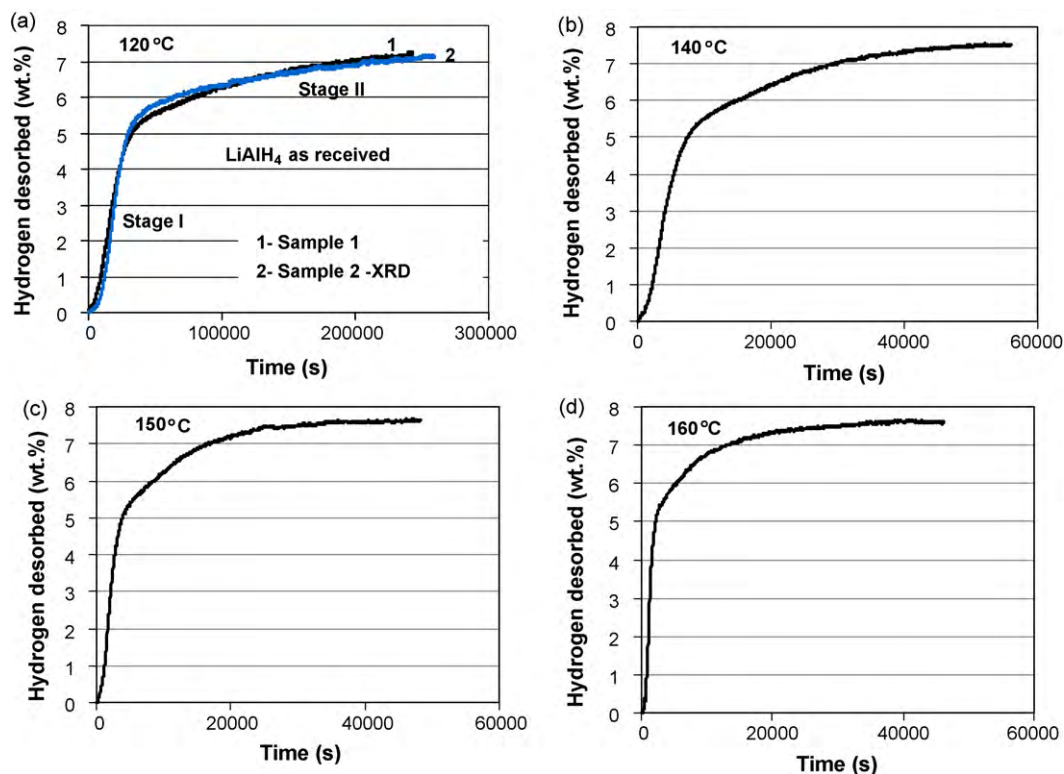 (a)
Hydrogen desorbed (wt.%)
8
7
6
5
4
3
2
1
0
120 °C
1
2
Stage II
LiAlH₄ as received
Stage I
1- Sample 1
2- Sample 2 -XRD
0 100000 200000 300000
Time (s)
(b)
Hydrogen desorbed (wt.%)
8
7
6
5
4
3
2
1
0
140 °C
0 20000 40000 60000
Time (s)
(c)
Hydrogen desorbed (wt.%)
8
7
6
5
4
3
2
1
0
150 °C
0 20000 40000 60000
Time (s)
(d)
Hydrogen desorbed (wt.%)
8
7
6
5
4
3
2
1
0
160 °C
0 20000 40000 60000
Time (s)